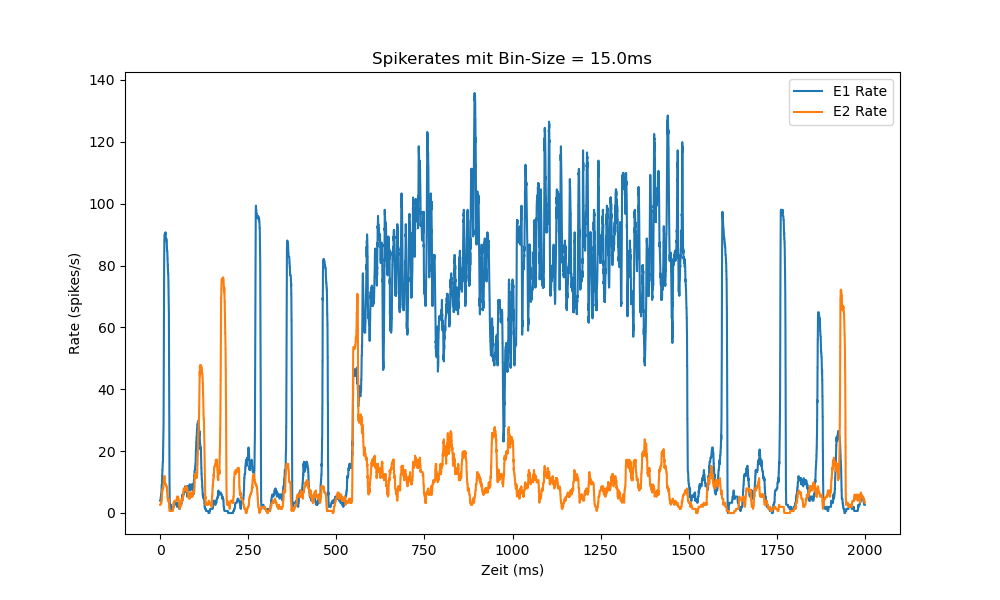 Spikerates mit Bin-Size = 15.0ms
E1 Rate
E2 Rate
140
120
100
80
60
40
20
0
Rate (spikes/s)
0 250 500 750 1000 1250 1500 1750 2000
Zeit (ms)